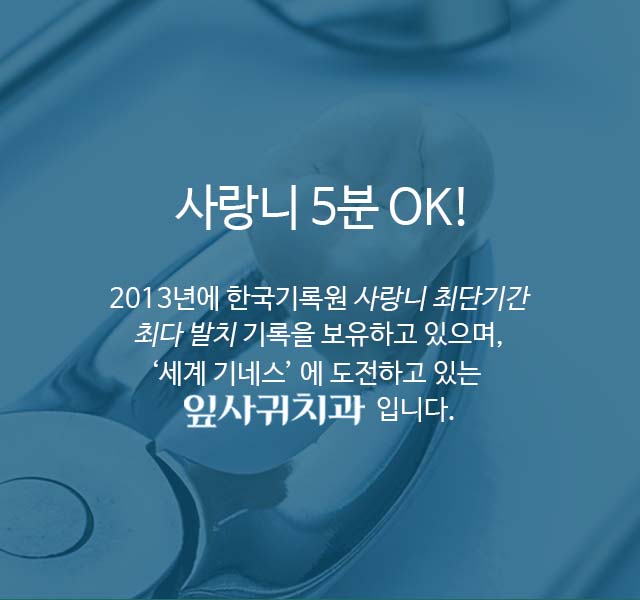 사랑니 5분 OK!
2013년에 한국기록원 사랑니 최단기간
최다 발치 기록을 보유하고 있으며,
‘세계 기네스’ 에 도전하고 있는
잎사귀치과 입니다.